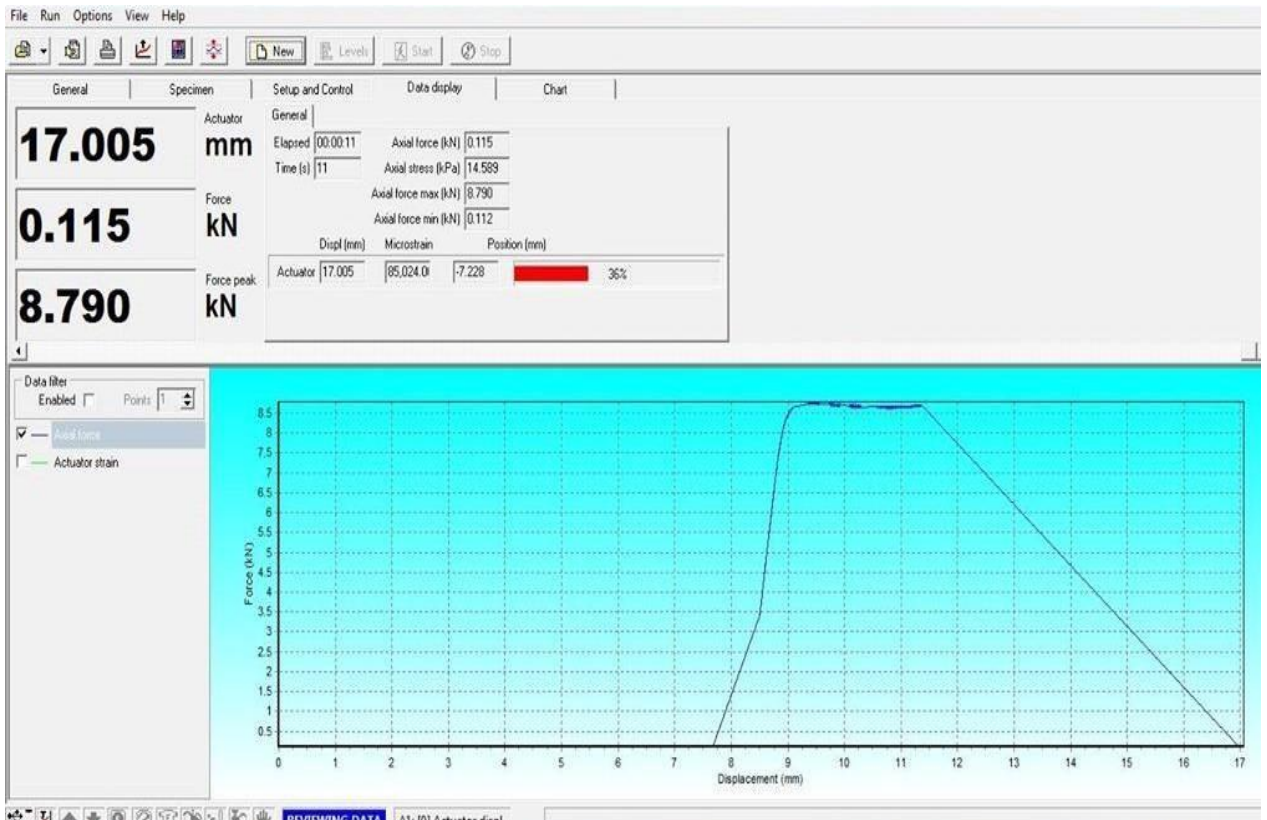 File Run Options View Help
New Levels Start Stop
General Specimen Setup and Control Data display Chart
17.005 Actuator mm
0.115 Force kN
8.790 Force peak kN
General
Elapsed 00:00:11 Axial force (kN) 0.115
Time (s) 11 Axial stress (kPa) 14.589
Axial force max (kN) 8.790
Axial force min (kN) 0.112
Displ (mm) Microstrain Position (mm)
Actuator 17.005 85,024.0 -7.228 36%
Data filter
Enabled Points 1
Axial force
Actuator strain
Force (kN)
8.5
8
7.5
7
6.5
6
5.5
5
4.5
4
3.5
3
2.5
2
1.5
1
0.5
0 1 2 3 4 5 6 7 8 9 10 11 12 13 14 15 16 17
Displacement (mm)
REVIEWING DATA Actuator displ